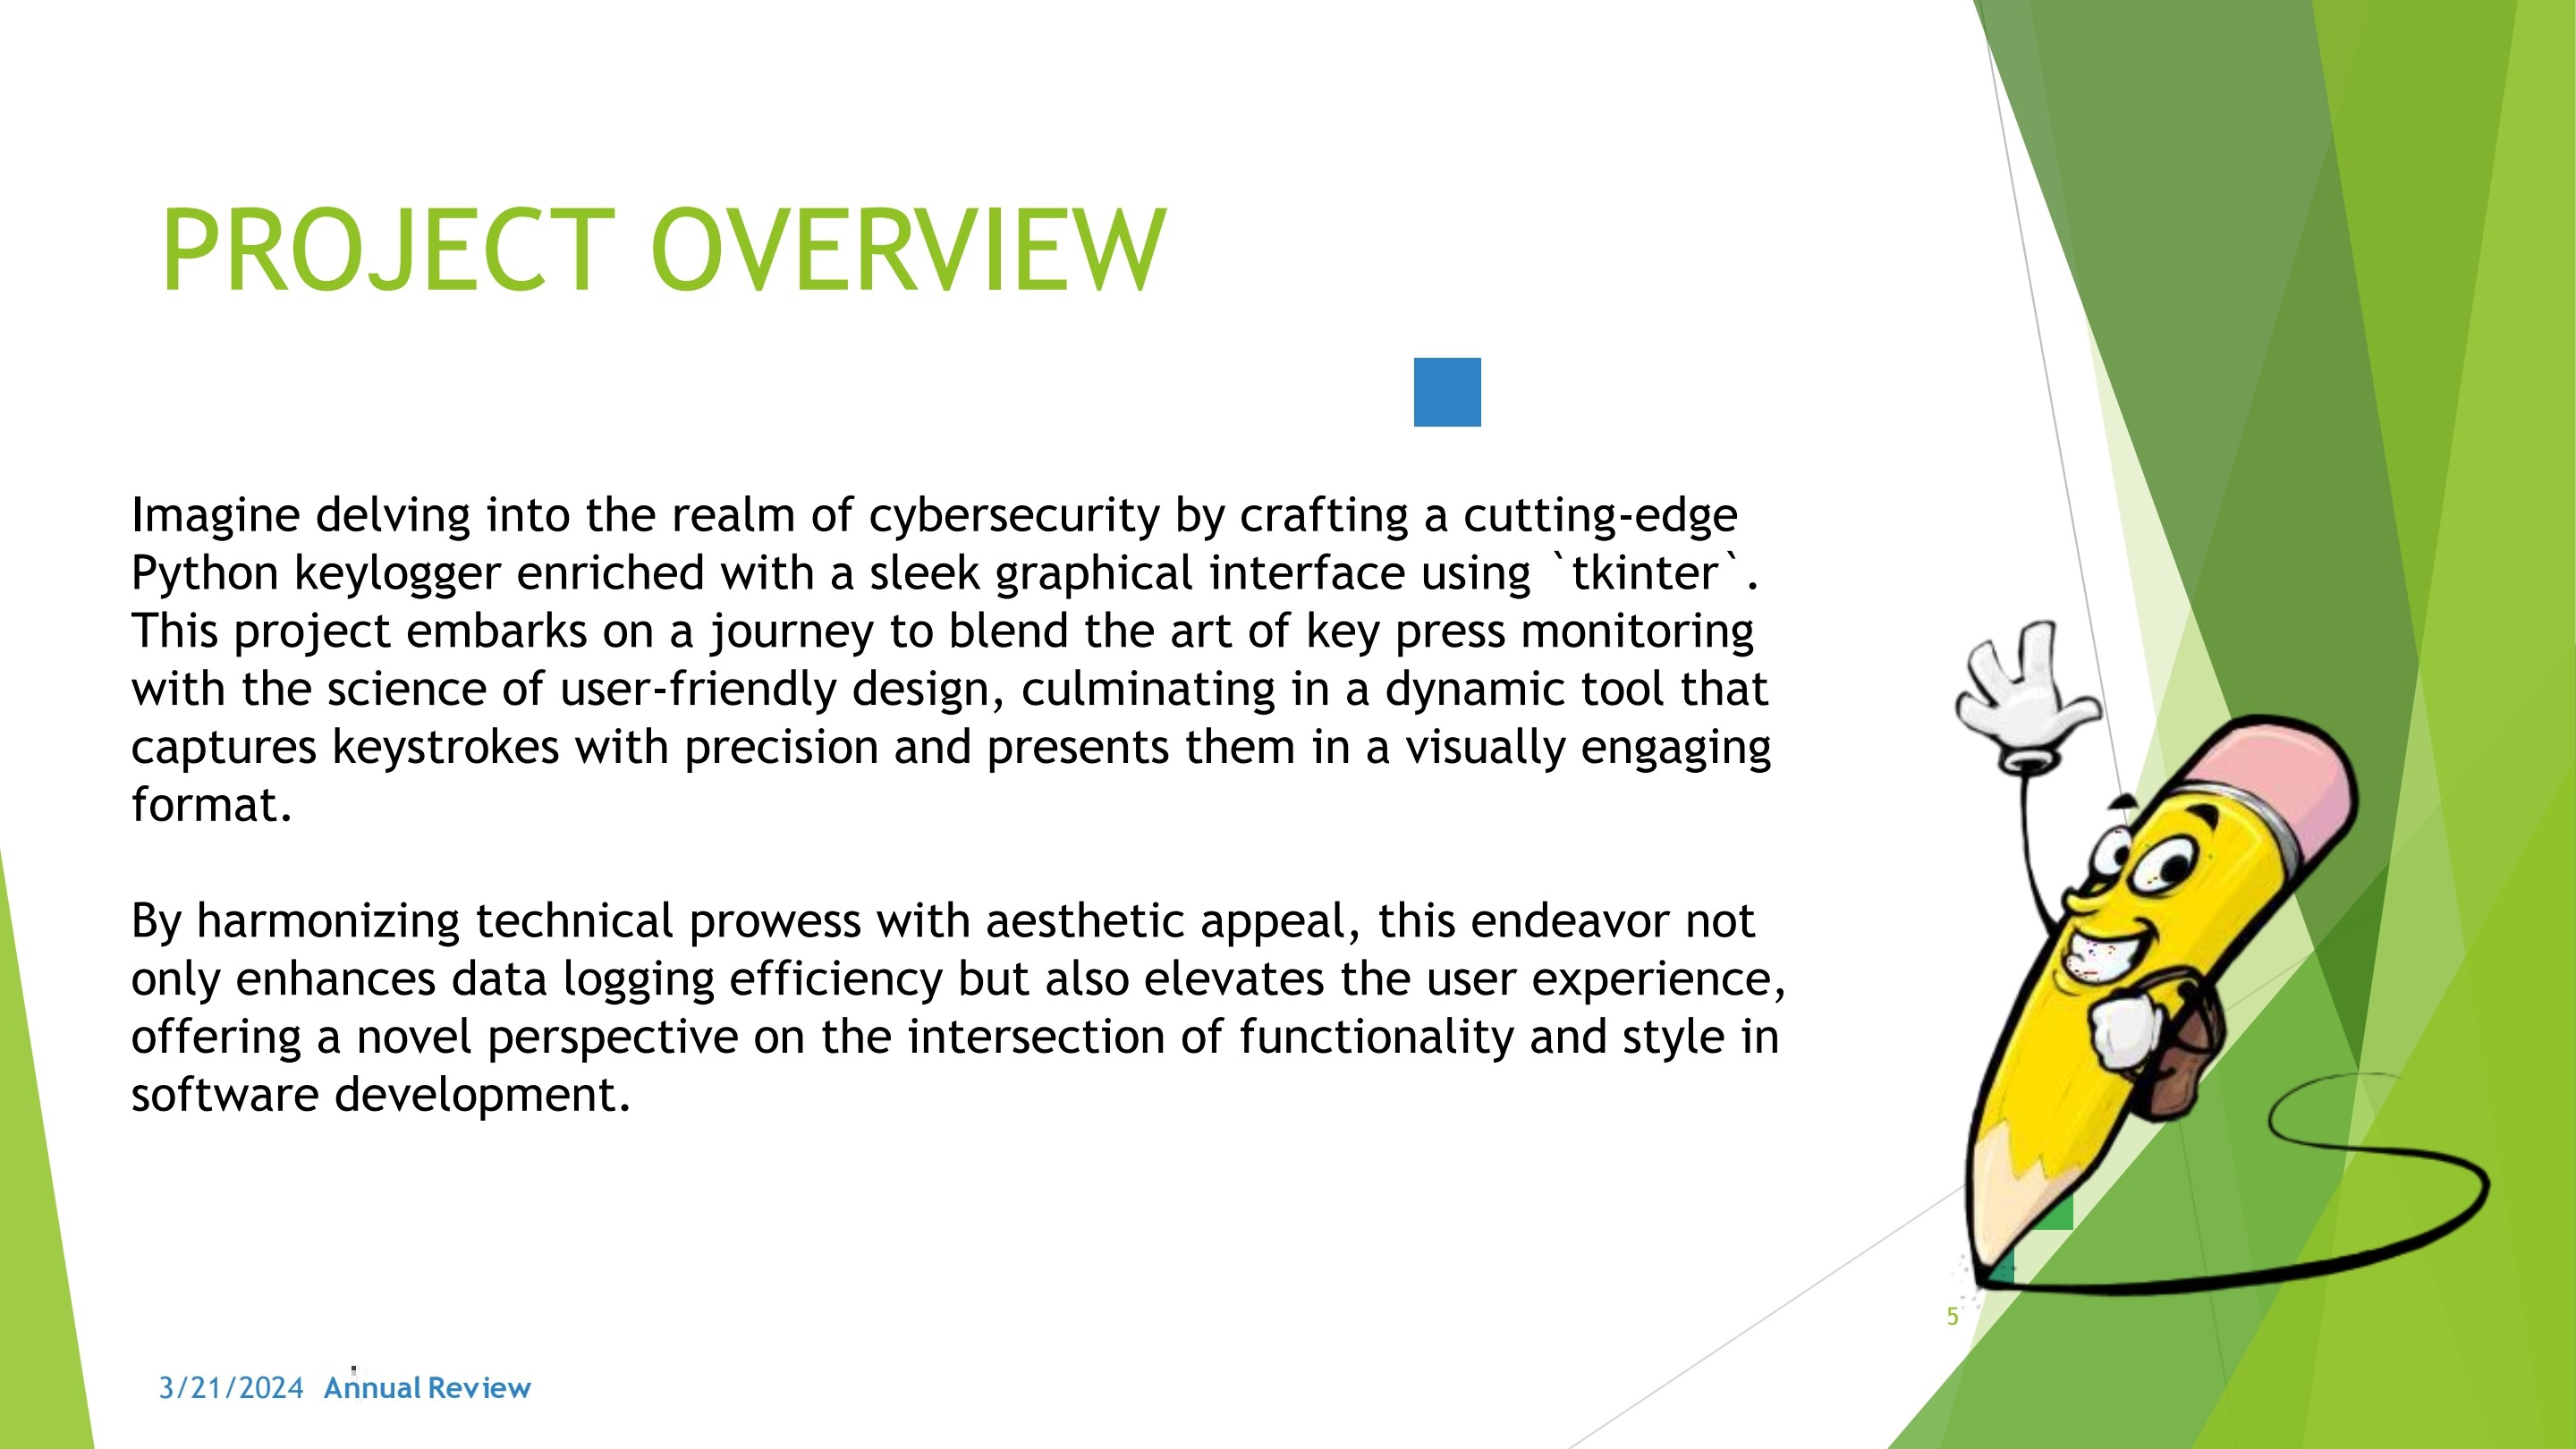 PROJECT OVERVIEW
Imagine delving into the realm of cybersecurity by crafting a cutting-edge
Python keylogger enriched with a sleek graphical interface using `tkinter`.
This project embarks on a journey to blend the art of key press monitoring
with the science of user-friendly design, culminating in a dynamic tool that
captures keystrokes with precision and presents them in a visually engaging
format.
By harmonizing technical prowess with aesthetic appeal, this endeavor not
only enhances data logging efficiency but also elevates the user experience,
offering a novel perspective on the intersection of functionality and style in
software development.
5
3/21/2024 Annual Review